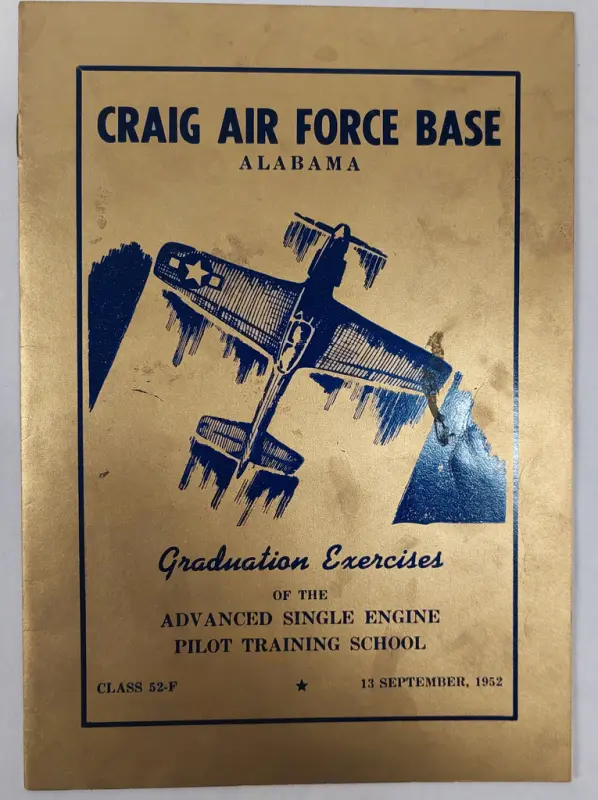 CRAIG AIR FORCE BASE
ALABAMA
Graduation Exercises
OF THE
ADVANCED SINGLE ENGINE
PILOT TRAINING SCHOOL
CLASS 52-F ★ 13 SEPTEMBER, 1952